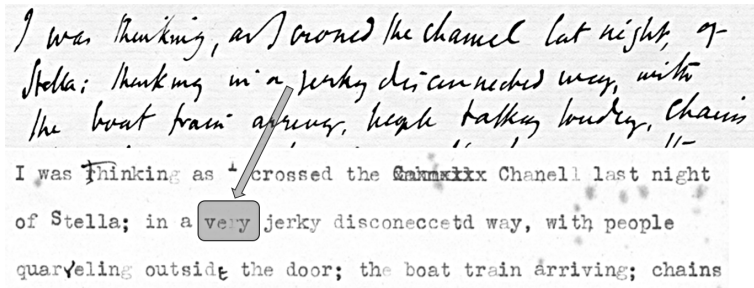 I was thinking, as I crossed the channel last night, of
Stella: thinking in a jerky disconnected way, with
the boat train arriving, people talking loudly, chains
I was Thinking as I crossed the Chanell last night
of Stella; in a very jerky disconeccetd way, with people
quarreling outside the door; the boat train arriving; chains